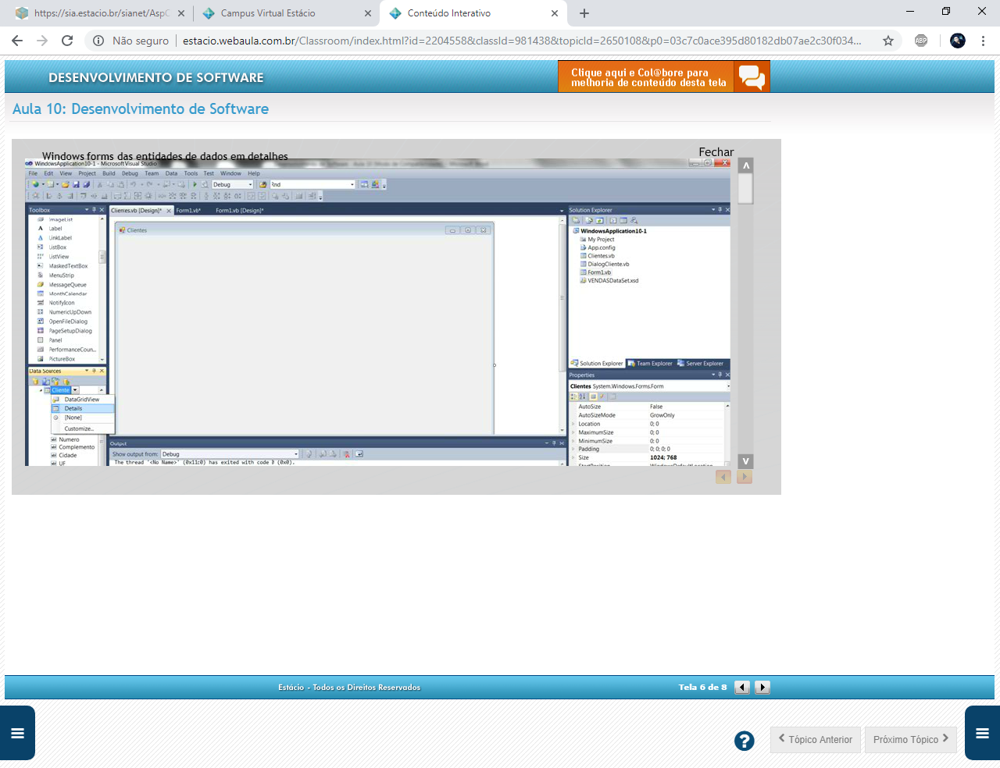 https://sia.estacio.br/sianet/AspC
Campus Virtual Estácio
Conteúdo Interativo
Não seguro
estacio.webaula.com.br/Classroom/index.html?id=2204558&classId=981438&topicId=2650108&p0=03c7c0ace395d80182db07ae2c30f034...
ABP
DESENVOLVIMENTO DE SOFTWARE
Clique aqui e Col@bore para
melhoria de conteúdo desta tela
Aula 10: Desenvolvimento de Software
Windows forms das entidades de dados em detalhes
Fechar
WindowsApplication10-1 - Microsoft Visual Studio
File Edit View Project Build Debug Team Data Tools Test Window Help
Debug
Rnd
Toolbox
ImageList
Label
LinkLabel
ListBox
ListView
MaskedTextBox
MenuStrip
MessageQueue
MonthCalendar
NotifyIcon
NumericUpDown
OpenFileDialog
PageSetupDialog
Panel
PerformanceCoun...
PictureBox
Data Sources
Cliente
DataGridView
Details
[None]
Customize...
Numero
Complemento
Cidade
UF
Clientes.vb [Design]*
Form1.vb*
Form1.vb [Design]*
Clientes
Output
Show output from: Debug
The thread '<No Name>' (0x11c0) has exited with code 0 (0x0).
Solution Explorer
WindowsApplication10-1
My Project
App.config
Clientes.vb
DialogCliente.vb
Form1.vb
VENDASDataSet.xsd
Solution Explorer Team Explorer Server Explorer
Properties
Clientes System.Windows.Forms.Form
AutoSize False
AutoSizeMode GrowOnly
Location 0; 0
MaximumSize 0; 0
MinimumSize 0; 0
Padding 0; 0; 0; 0
Size 1024; 768
StartPosition WindowsDefaultLocation
Estácio - Todos os Direitos Reservados
Tela 6 de 8
?
Tópico Anterior
Próximo Tópico